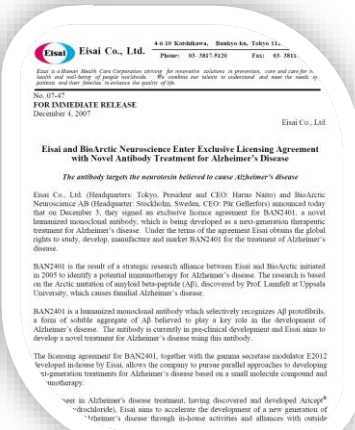 Eisai
Eisai Co., Ltd.
4-6-10 Koishikawa, Bunkyo-ku, Tokyo
Phone: 03-3817-5120 Fax: 03-3811
Eisai is a Human Health Care Corporation striving for innovative solutions in prevention, cure and care for
health and well-being of people worldwide. We combine our talents to understand and meet the needs
patients and their families to enhance the quality of life.
No. 07-47
FOR IMMEDIATE RELEASE
December 4, 2007
Eisai Co., Ltd.
Eisai and BioArctic Neuroscience Enter Exclusive Licensing Agreement
with Novel Antibody Treatment for Alzheimer's Disease
The antibody targets the neurotoxin believed to cause Alzheimer's disease
Eisai Co., Ltd. (Headquarters: Tokyo, President and CEO: Haruo Naito) and BioArctic
Neuroscience AB (Headquarter: Stockholm, Sweden, CEO: Pär Gellerfors) announced today
that on December 3, they signed an exclusive licence agreement for BAN2401, a novel
humanized monoclonal antibody, which is being developed as a next-generation therapeutic
treatment for Alzheimer's disease. Under the terms of the agreement Eisai obtains the global
rights to study, develop, manufacture and market BAN2401 for the treatment of Alzheimer's
disease.
BAN2401 is the result of a strategic research alliance between Eisai and BioArctic initiated
in 2005 to identify a potential immunotherapy for Alzheimer's disease. The research is based
on the Arctic mutation of amyloid beta-peptide (Aβ), discovered by Prof. Lannfelt at Uppsala
University, which causes familial Alzheimer's disease.
BAN2401 is a humanized monoclonal antibody which selectively recognizes Aβ protofibrils,
a form of soluble aggregate of Aβ believed to play a key role in the development of
Alzheimer's disease. The antibody is currently in pre-clinical development and Eisai aims to
develop a novel treatment for Alzheimer's disease using this antibody.
The licensing agreement for BAN2401, together with the gamma secretase modulator E2012
developed in-house by Eisai, allows the company to pursue parallel approaches to developing
next-generation treatments for Alzheimer's disease based on a small molecule compound and
in Alzheimer's disease treatment, having discovered and developed Aricept®
Eisai aims to accelerate the development of a new generation of
disease through in-house activities and alliances with outside